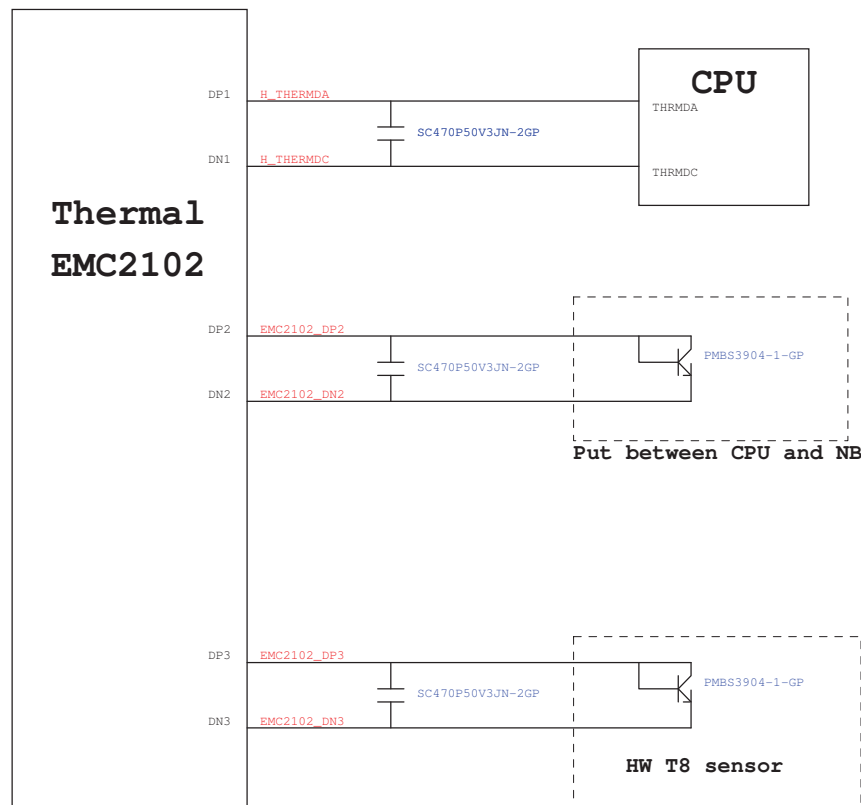 CPU
DP1
H_THERMDA
THRMDA
SC470P50V3JN-2GP
DN1
H_THERMDC
THRMDC
Thermal
EMC2102
DP2
EMC2102_DP2
PMBS3904-1-GP
SC470P50V3JN-2GP
DN2
EMC2102_DN2
Put between CPU and NB
DP3
EMC2102_DP3
PMBS3904-1-GP
SC470P50V3JN-2GP
DN3
EMC2102_DN3
HW T8 sensor